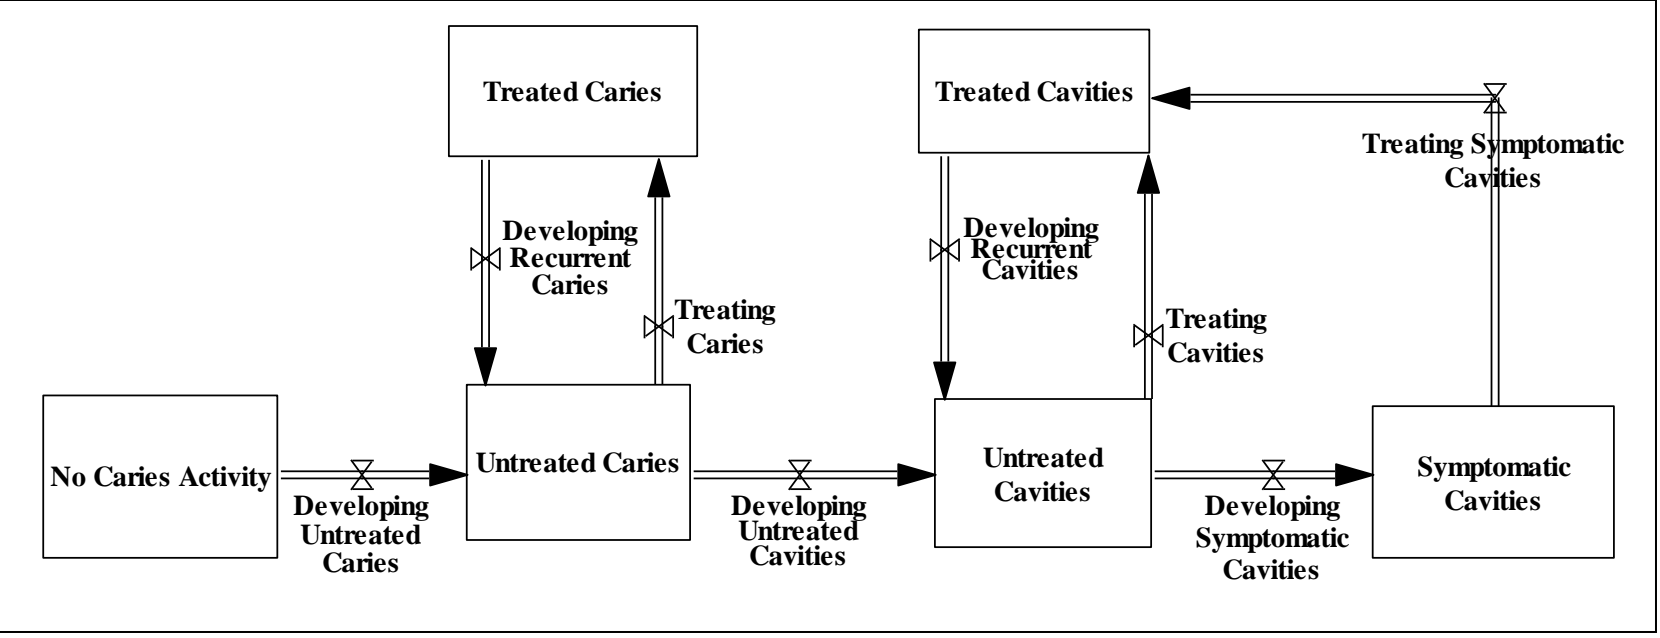 Treated Caries
Treated Cavities
Treating Symptomatic
Cavities
Developing
Recurrent
Caries
Treating
Caries
Developing
Recurrent
Cavities
Treating
Cavities
No Caries Activity
Developing
Untreated
Caries
Untreated Caries
Developing
Untreated
Cavities
Untreated
Cavities
Developing
Symptomatic
Cavities
Symptomatic
Cavities